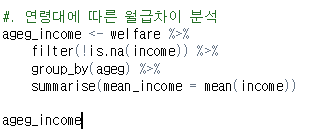 #. 연령대에 따른 월급차이 분석
ageg_income <- welfare %>%
    filter(!is.na(income)) %>%
    group_by(ageg) %>%
    summarise(mean_income = mean(income))

ageg_income